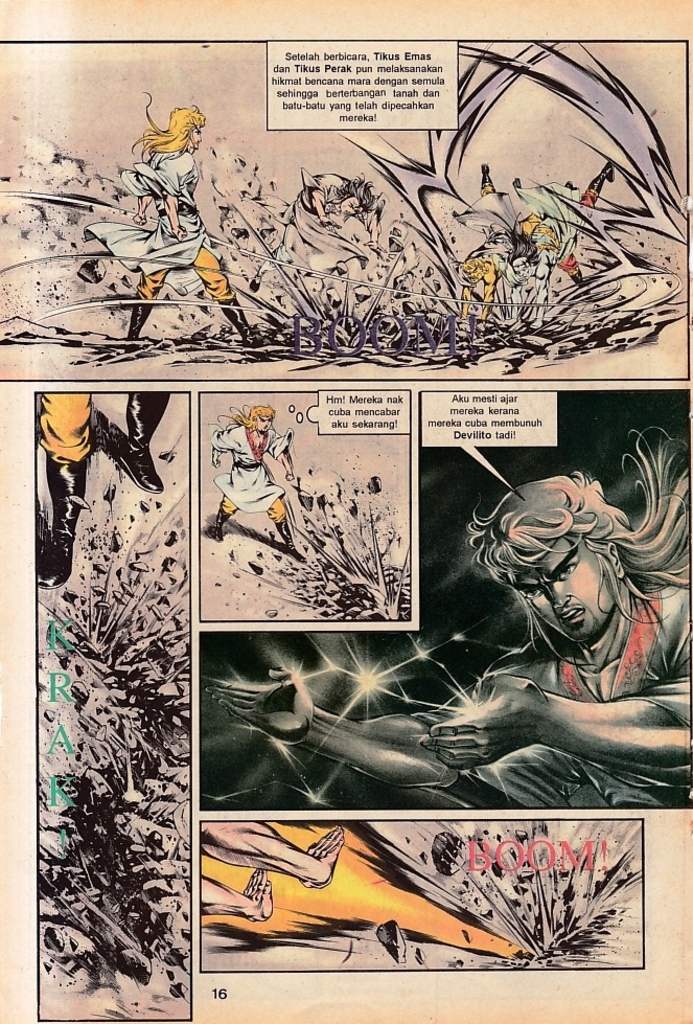 Setelah berbicara, Tikus Emas
dan Tikus Perak pun melaksanakan
hikmat bencana mara dengan semula
sehingga berterbangan tanah dan
batu-batu yang telah dipecahkan
mereka!
BOOM!
KRAK!
Hm! Mereka nak
cuba mencabar
aku sekarang!
Aku mesti ajar
mereka kerana
mereka cuba membunuh
Devilito tadi!
BOOM!
16